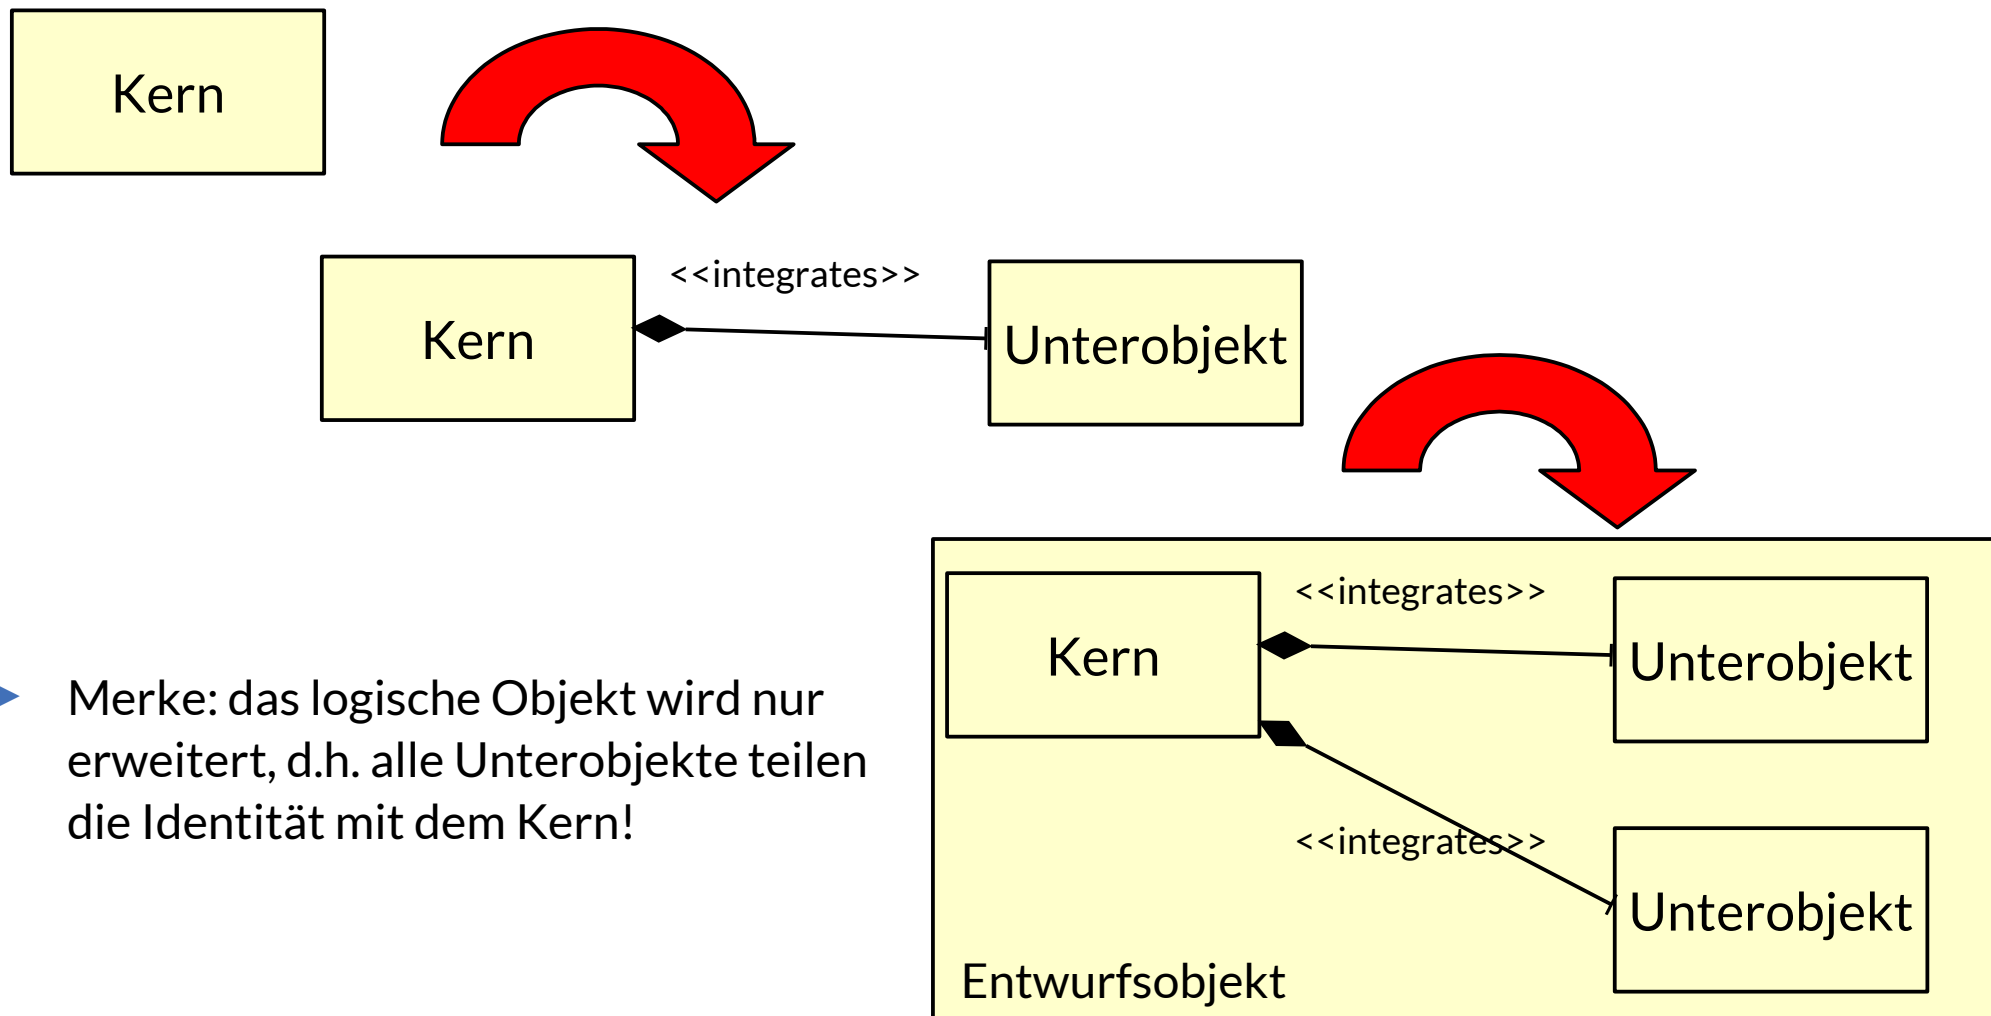 Kern
<<integrates>>
Kern
Unterobjekt
<<integrates>>
Kern
Unterobjekt
Merke: das logische Objekt wird nur
erweitert, d.h. alle Unterobjekte teilen
die Identität mit dem Kern!
<<integrates>>
Unterobjekt
Entwurfsobjekt